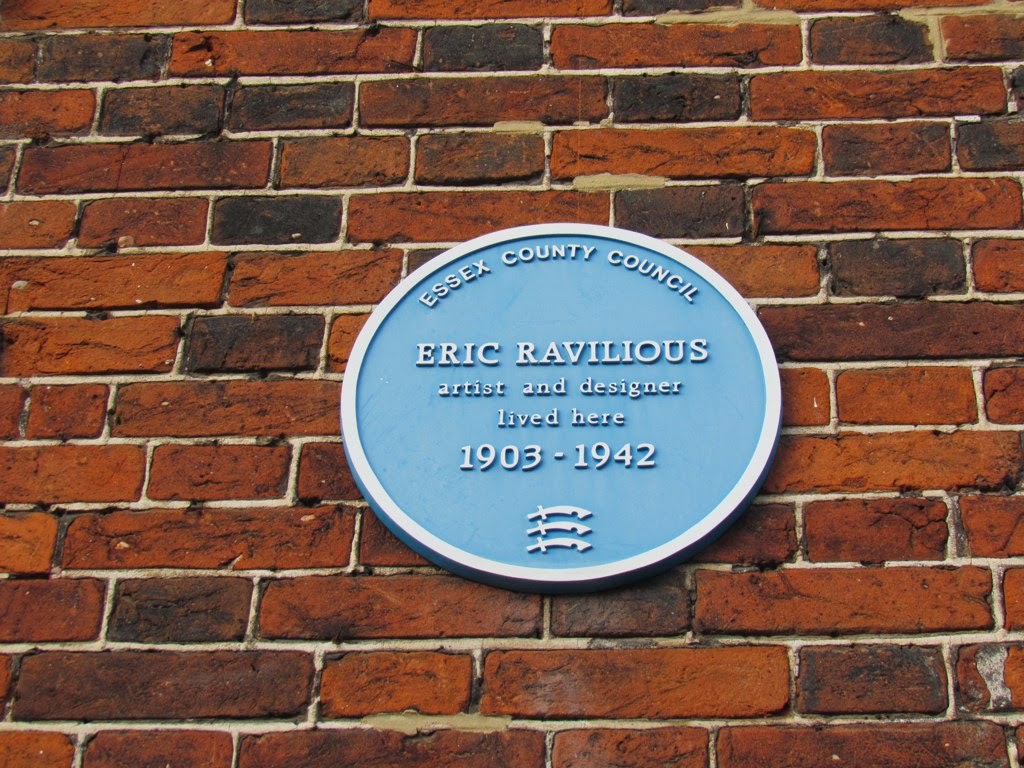 ESSEX COUNTY COUNCIL
ERIC RAVILIOUS
artist and designer
lived here
1903 - 1942